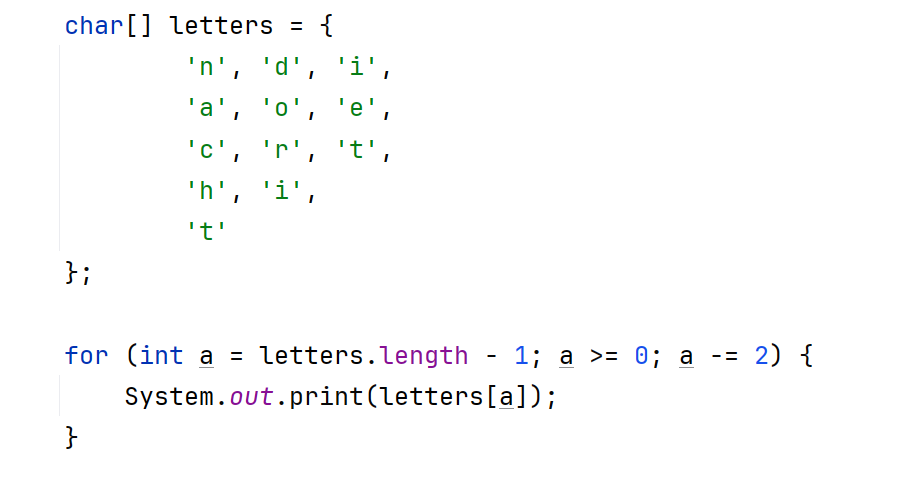 char[] letters = {
        'n', 'd', 'i',
        'a', 'o', 'e',
        'c', 'r', 't',
        'h', 'i',
        't'
};
for (int a = letters.length - 1; a >= 0; a -= 2) {
    System.out.print(letters[a]);
}